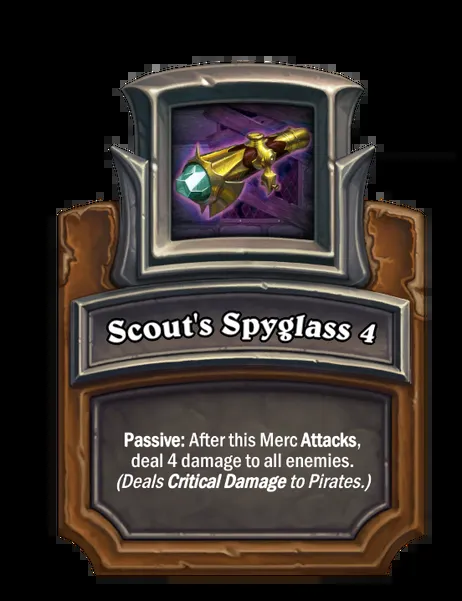 Scout's Spyglass 4
Passive: After this Merc Attacks,
deal 4 damage to all enemies.
(Deals Critical Damage to Pirates.)